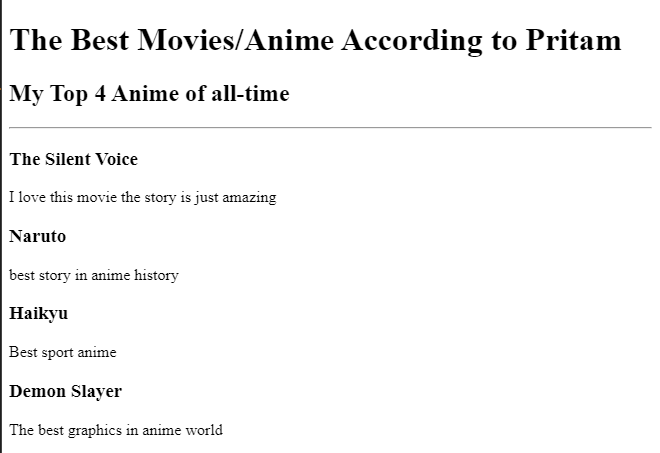 The Best Movies/Anime According to Pritam
My Top 4 Anime of all-time
The Silent Voice
I love this movie the story is just amazing
Naruto
best story in anime history
Haikyu
Best sport anime
Demon Slayer
The best graphics in anime world